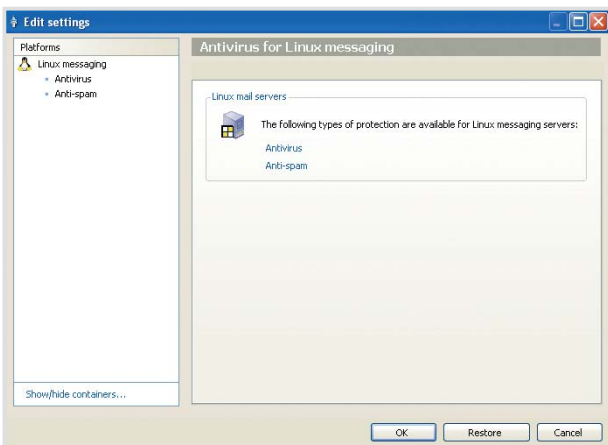 Edit settings
Platforms
Linux messaging
Antivirus
Anti-spam
Show/hide containers...
Antivirus for Linux messaging
Linux mail servers
The following types of protection are available for Linux messaging servers:
Antivirus
Anti-spam
OK
Restore
Cancel